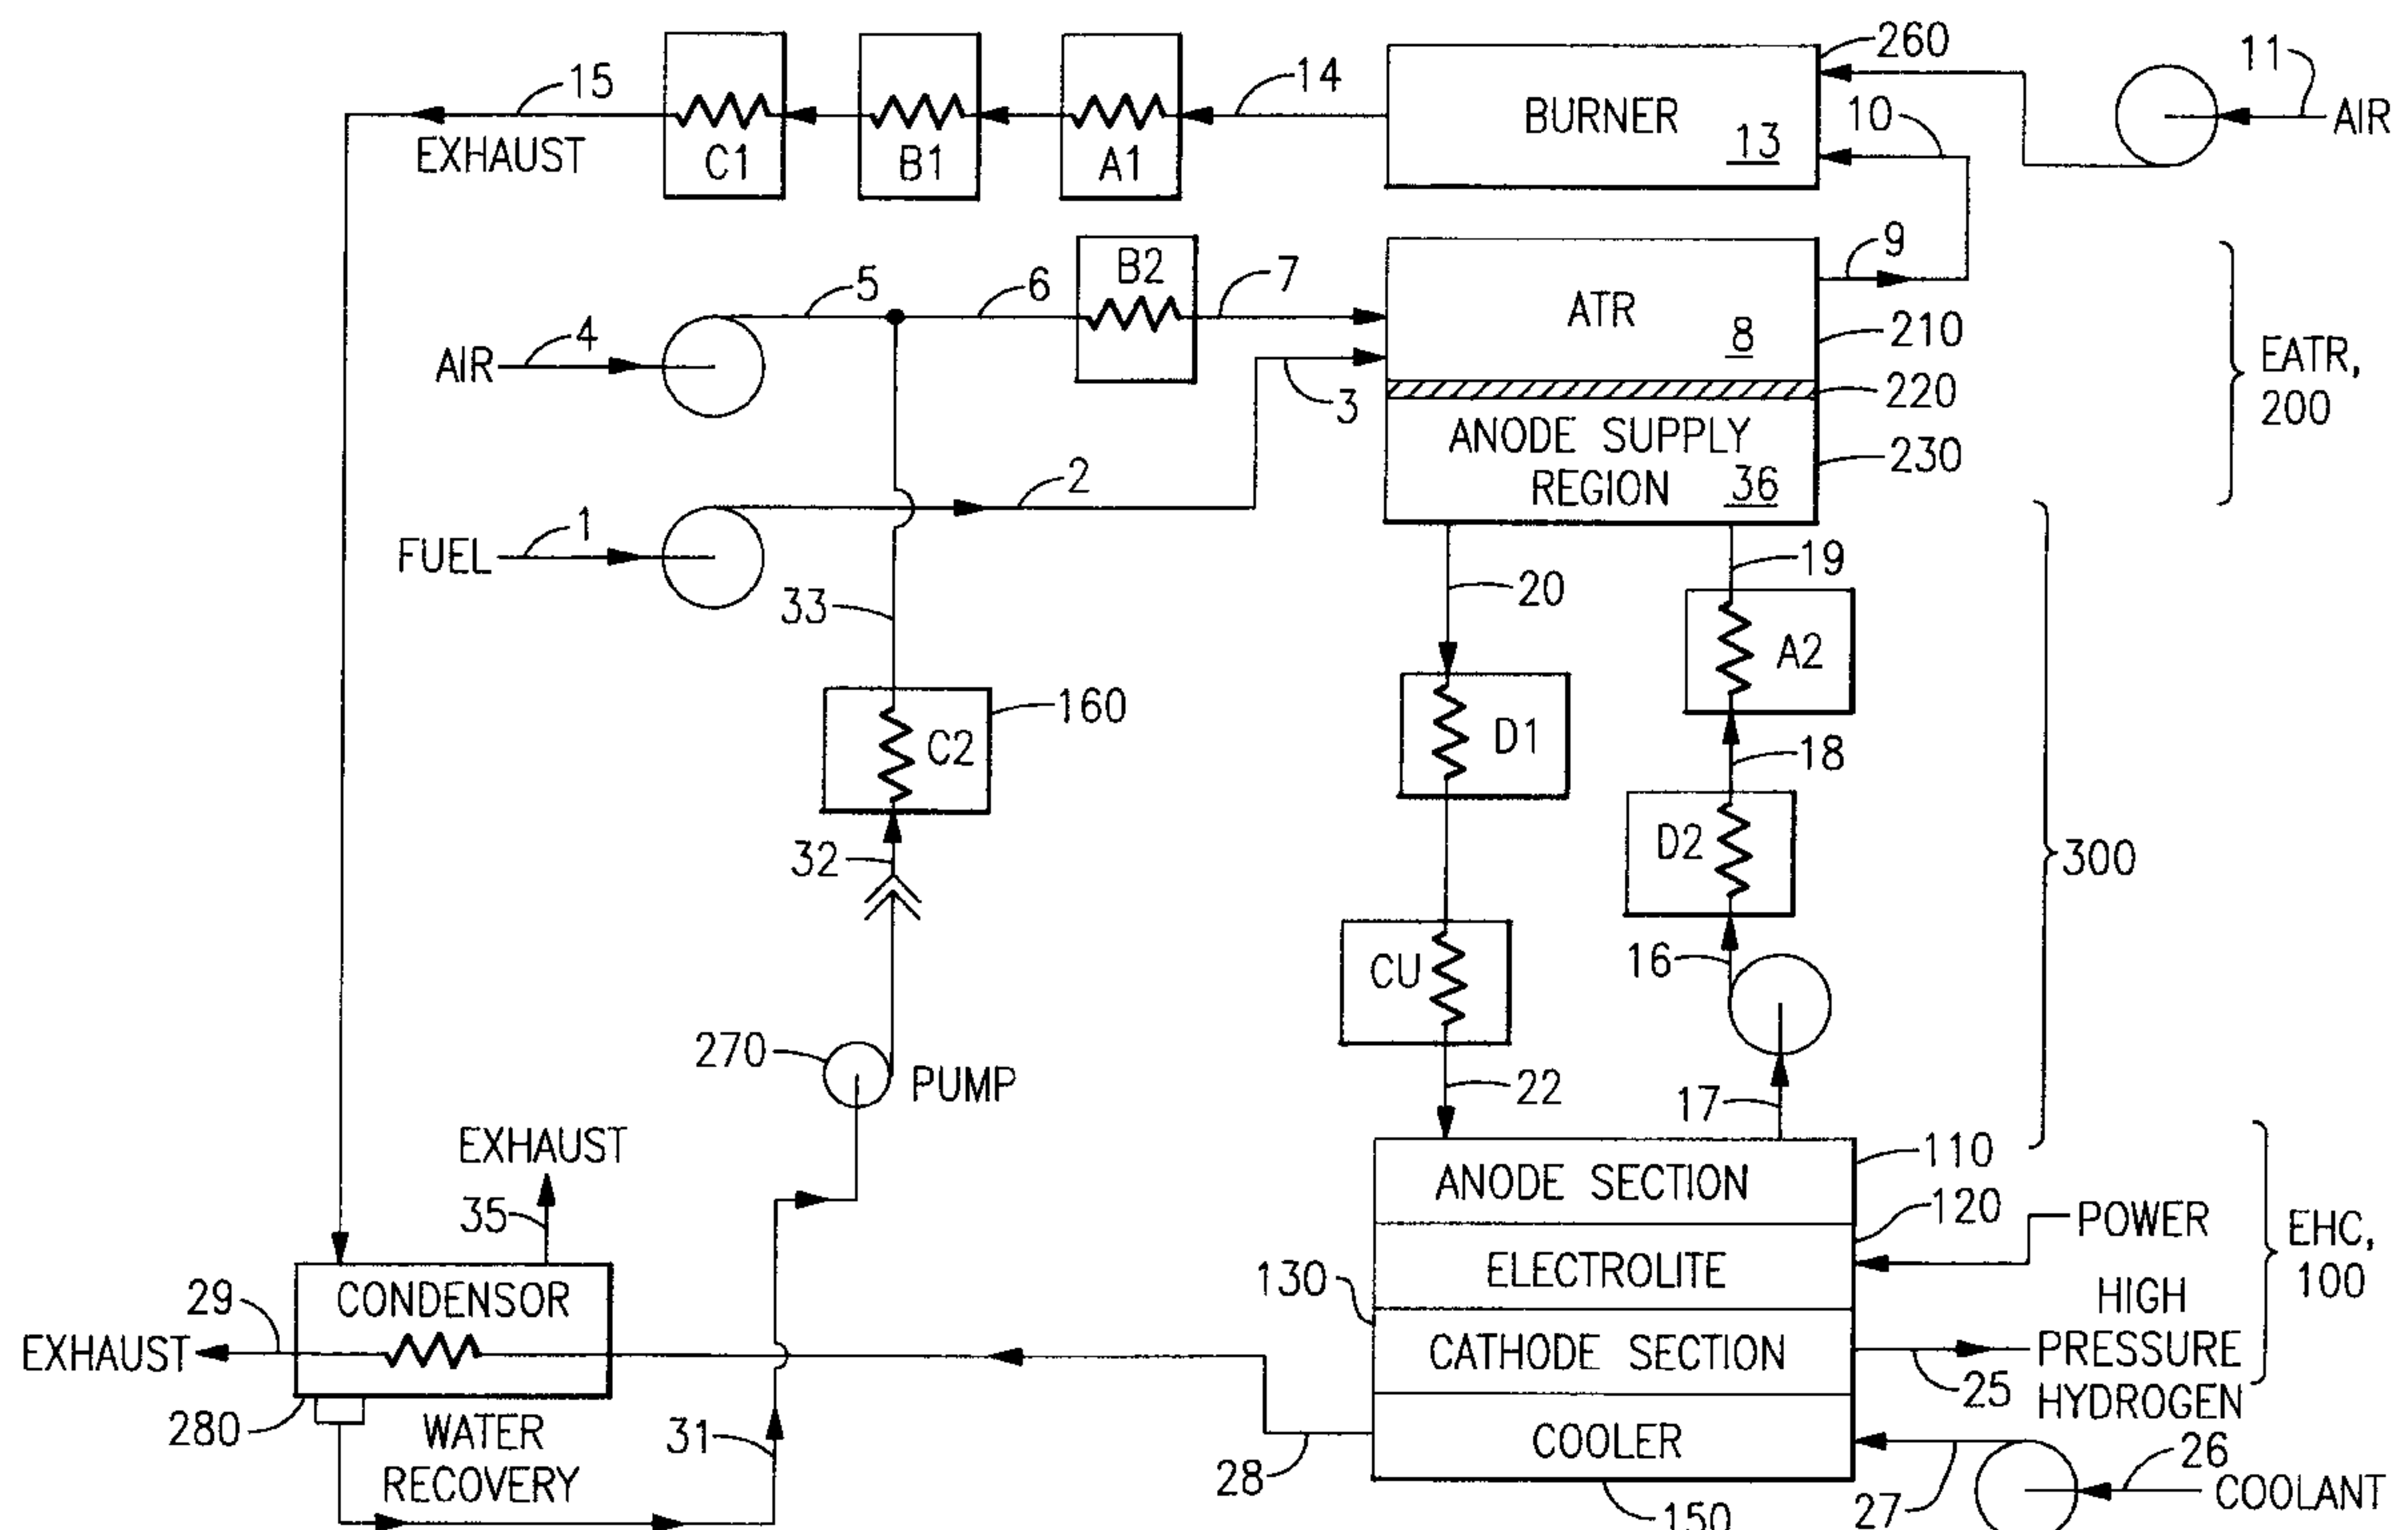 260
11
15
14
10
AIR
BURNER
13
EXHAUST
C1
B1
A1
9
B2
5
6
7
ATR
8
210
EATR,
200
4
AIR
3
220
ANODE SUPPLY
REGION
36
230
2
1
FUEL
19
20
33
A2
160
D1
C2
18
32
D2
300
CU
16
270
PUMP
22
17
EXHAUST
35
ANODE SECTION
110
120
POWER
EHC,
100
ELECTROLITE
130
29
CONDENSOR
HIGH
PRESSURE
HYDROGEN
EXHAUST
CATHODE SECTION
25
280
WATER
RECOVERY
31
28
COOLER
26
COOLANT
27
150